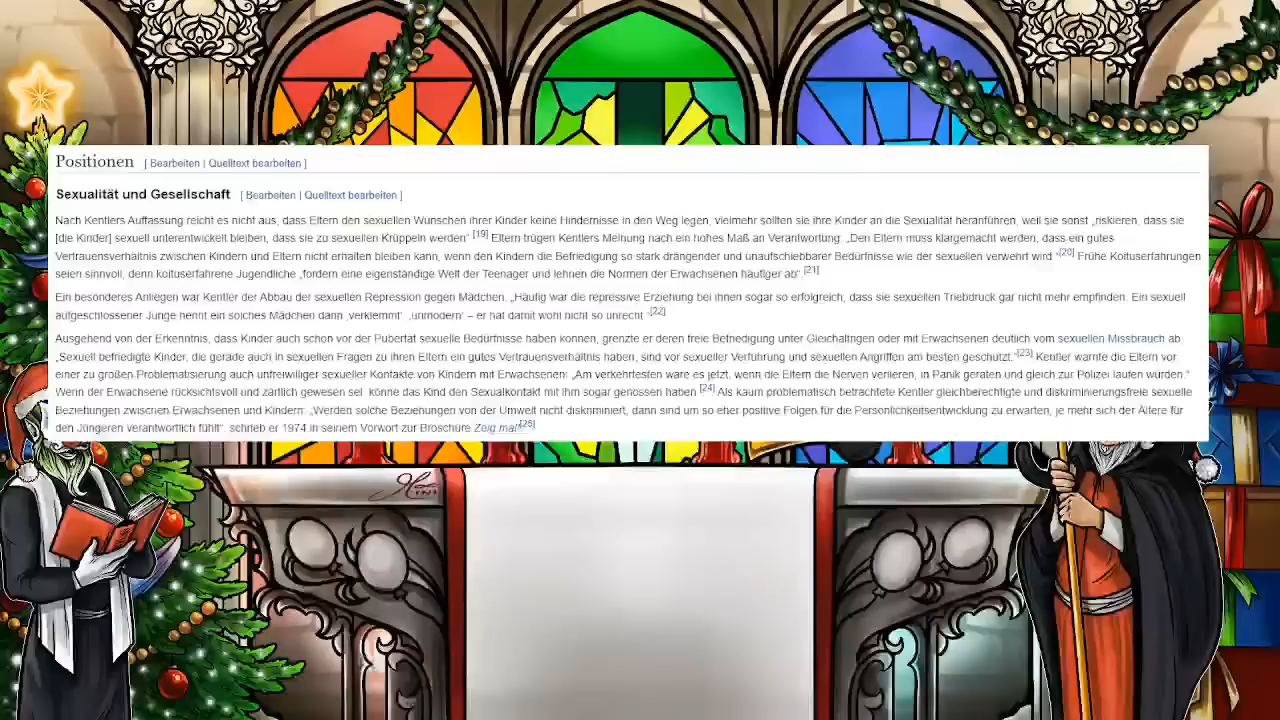 Positionen [ Bearbeiten | Quelltext bearbeiten ]
Sexualität und Gesellschaft [ Bearbeiten | Quelltext bearbeiten ]
Nach Kentlers Auffassung reicht es nicht aus, dass Eltern den sexuellen Wünschen ihrer Kinder keine Hindernisse in den Weg legen, vielmehr sollten sie ihre Kinder an die Sexualität heranführen, weil sie sonst „riskieren, dass sie
[die Kinder] sexuell unterentwickelt bleiben, dass sie zu sexuellen Krüppeln werden“.[19] Eltern trügen Kentlers Meinung nach ein hohes Maß an Verantwortung: „Den Eltern muss klargemacht werden, dass ein gutes
Vertrauensverhältnis zwischen Kindern und Eltern nicht erhalten bleiben kann, wenn den Kindern die Befriedigung so stark drängender und unaufschiebbarer Bedürfnisse wie der sexuellen verwehrt wird.“[20] Frühe Koituserfahrungen
seien sinnvoll, denn koituserfahrene Jugendliche „fordern eine eigenständige Welt der Teenager und lehnen die Normen der Erwachsenen häufiger ab“.[21]
Ein besonderes Anliegen war Kentler der Abbau der sexuellen Repression gegen Mädchen. „Häufig war die repressive Erziehung bei ihnen sogar so erfolgreich, dass sie sexuellen Triebdruck gar nicht mehr empfinden. Ein sexuell
aufgeschlossener Junge nennt ein solches Mädchen dann ‚verklemmt‘, ‚unmodern‘ – er hat damit wohl nicht so unrecht.“[22]
Ausgehend von der Erkenntnis, dass Kinder auch schon vor der Pubertät sexuelle Bedürfnisse haben können, grenzte er deren freie Befriedigung unter Gleichaltrigen oder mit Erwachsenen deutlich vom sexuellen Missbrauch ab:
„Sexuell befriedigte Kinder, die gerade auch in sexuellen Fragen zu ihren Eltern ein gutes Vertrauensverhältnis haben, sind vor sexueller Verführung und sexuellen Angriffen am besten geschützt.“[23] Kentler warnte die Eltern vor
einer zu großen Problematisierung auch unfreiwilliger sexueller Kontakte von Kindern mit Erwachsenen: „Am verkehrtesten wäre es jetzt, wenn die Eltern die Nerven verlieren, in Panik geraten und gleich zur Polizei laufen würden.“
Wenn der Erwachsene rücksichtsvoll und zärtlich gewesen sei, könne das Kind den Sexualkontakt mit ihm sogar genossen haben.[24] Als kaum problematisch betrachtete Kentler gleichberechtigte und diskriminierungsfreie sexuelle
Beziehungen zwischen Erwachsenen und Kindern: „Werden solche Beziehungen von der Umwelt nicht diskriminiert, dann sind um so eher positive Folgen für die Persönlichkeitsentwicklung zu erwarten, je mehr sich der Ältere für
den Jüngeren verantwortlich fühlt“, schrieb er 1974 in seinem Vorwort zur Broschüre Zeig mal!